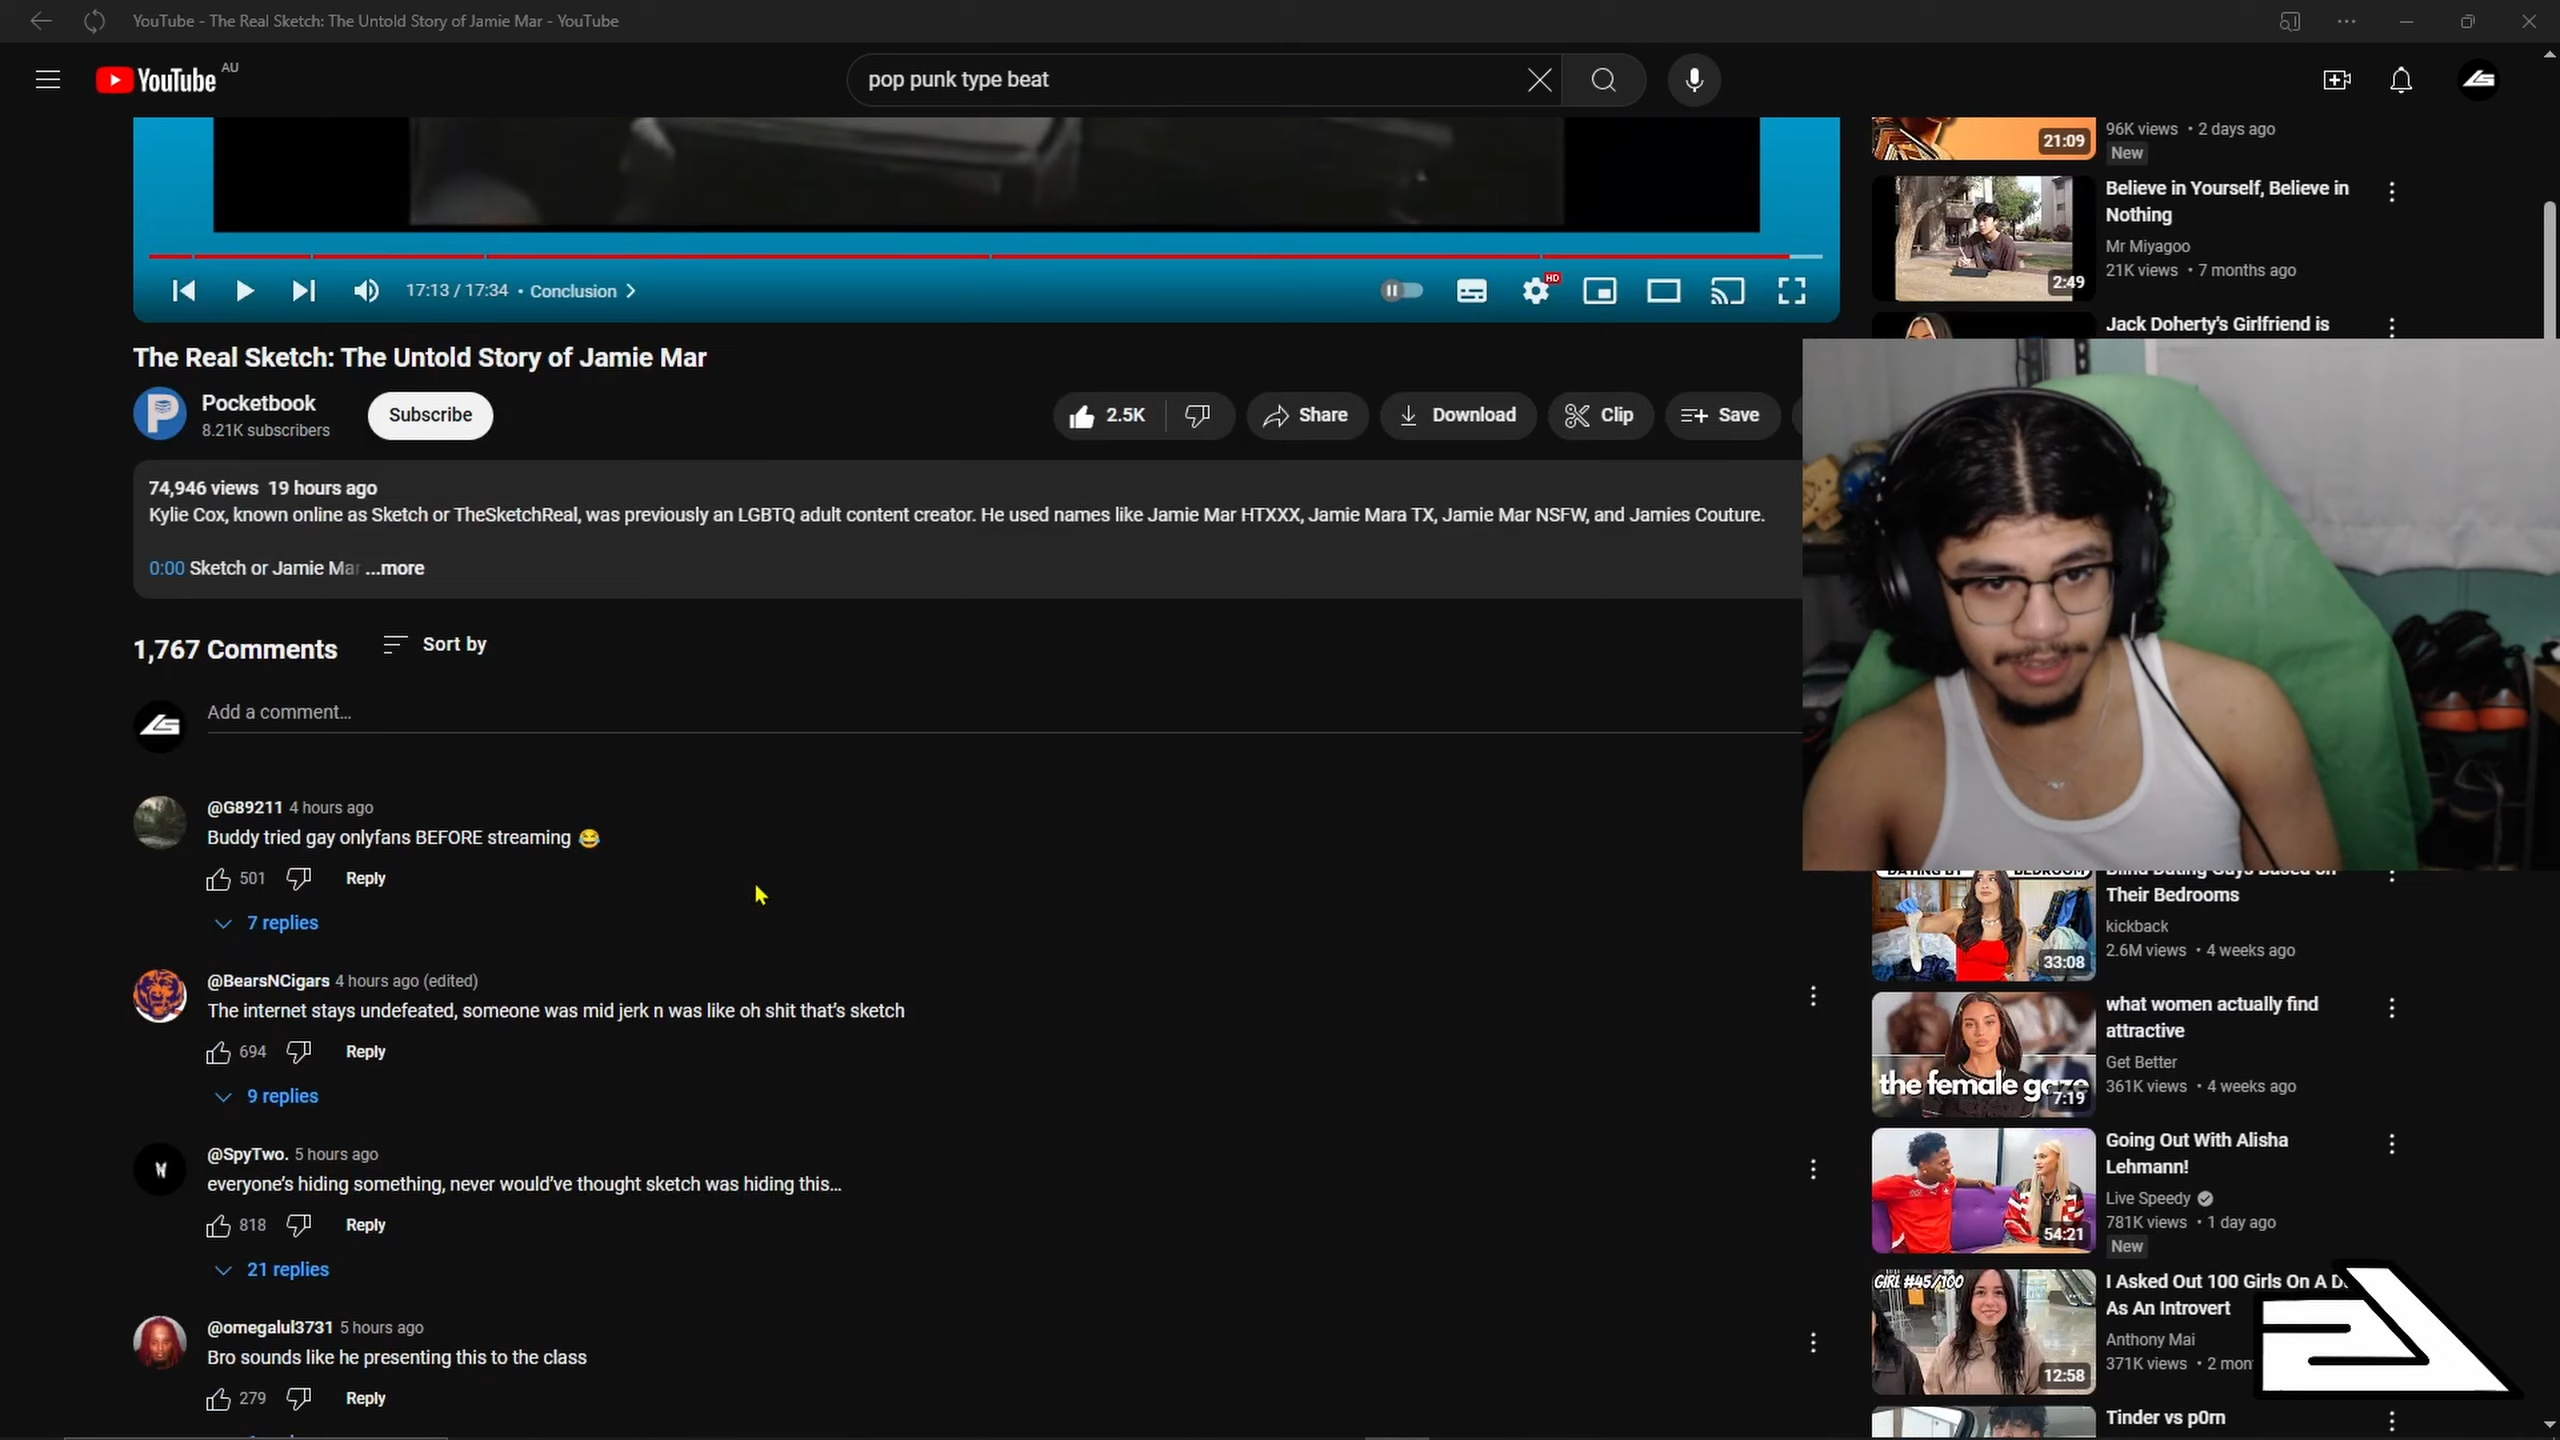 YouTube - The Real Sketch: The Untold Story of Jamie Mar - YouTube
YouTube AU
pop punk type beat
17:13 / 17:34 • Conclusion
HD
The Real Sketch: The Untold Story of Jamie Mar
Pocketbook
8.21K subscribers
Subscribe
2.5K
Share
Download
Clip
Save
74,946 views 19 hours ago
Kylie Cox, known online as Sketch or TheSketchReal, was previously an LGBTQ adult content creator. He used names like Jamie Mar HTXXX, Jamie Mara TX, Jamie Mar NSFW, and Jamies Couture.
0:00 Sketch or Jamie Mar ...more
1,767 Comments
Sort by
Add a comment...
@G89211 4 hours ago
Buddy tried gay onlyfans BEFORE streaming 😂
501
Reply
7 replies
@BearsNCigars 4 hours ago (edited)
The internet stays undefeated, someone was mid jerk n was like oh shit that's sketch
694
Reply
9 replies
@SpyTwo. 5 hours ago
everyone's hiding something, never would've thought sketch was hiding this...
818
Reply
21 replies
@omegalul3731 5 hours ago
Bro sounds like he presenting this to the class
279
Reply
21:09
96K views • 2 days ago
New
2:49
Believe in Yourself, Believe in
Nothing
Mr Miyagoo
21K views • 7 months ago
Jack Doherty's Girlfriend is
BEDROOM
33:08
Blind Dating Guys Based on
Their Bedrooms
kickback
2.6M views • 4 weeks ago
the female gaze
7:19
what women actually find
attractive
Get Better
361K views • 4 weeks ago
54:21
Going Out With Alisha
Lehmann!
Live Speedy
781K views • 1 day ago
New
GIRL #45/100
12:58
I Asked Out 100 Girls On A
As An Introvert
Anthony Mai
371K views • 2
Tinder vs p0rn